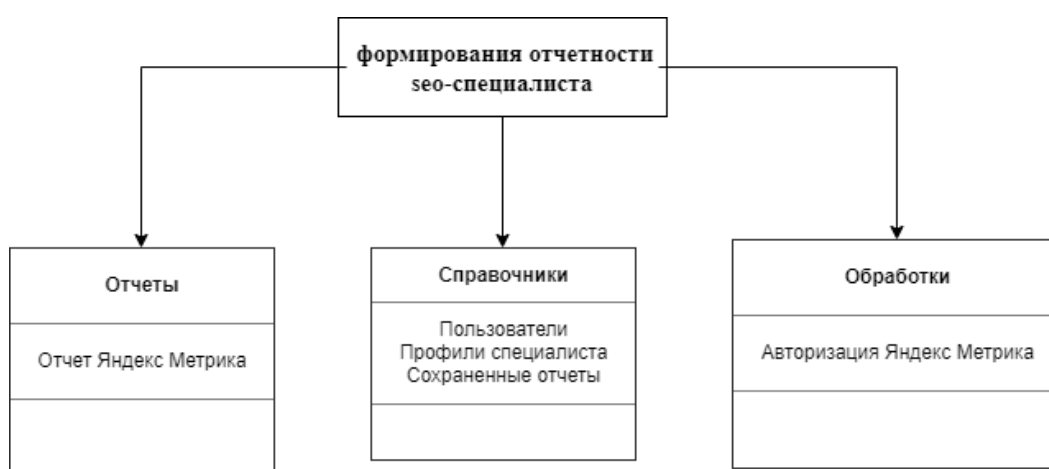 формирования отчетности
seo-специалиста
Отчеты
Отчет Яндекс Метрика
Справочники
Пользователи
Профили специалиста
Сохраненные отчеты
Обработки
Авторизация Яндекс Метрика